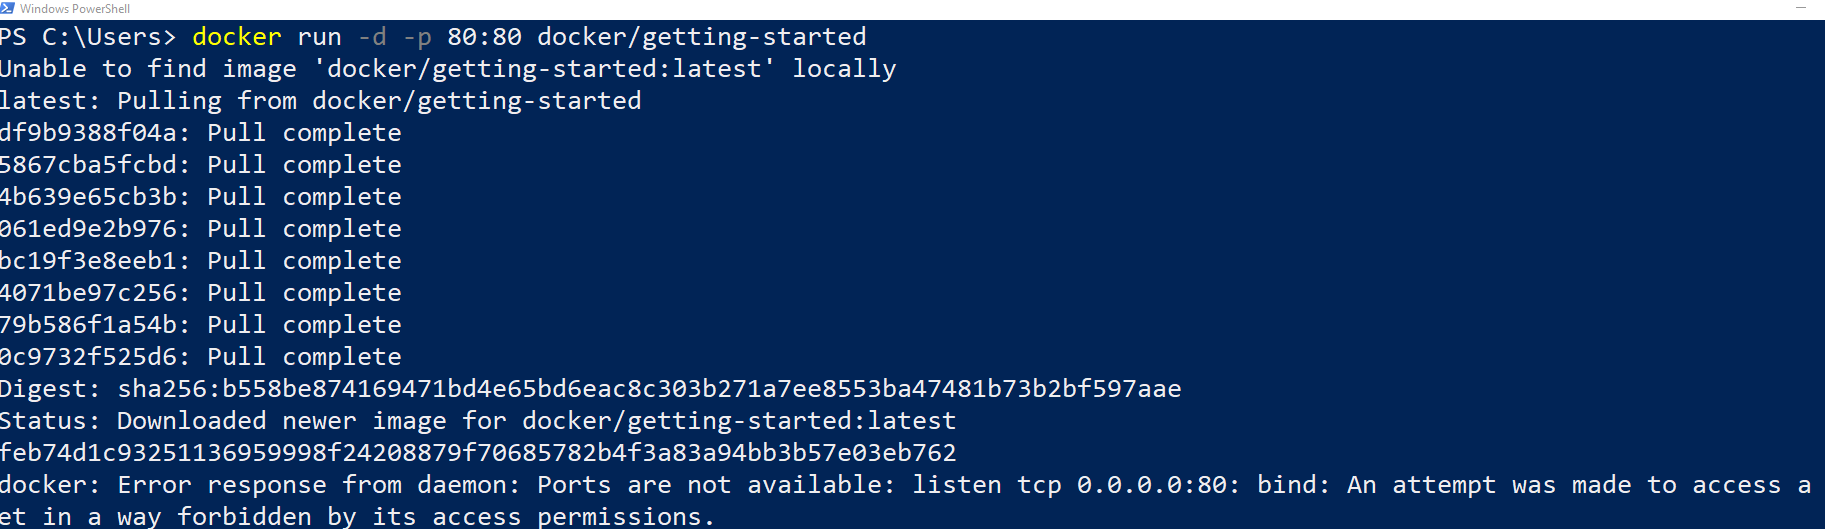 Windows PowerShell
PS C:\Users> docker run -d -p 80:80 docker/getting-started
Unable to find image 'docker/getting-started:latest' locally
latest: Pulling from docker/getting-started
df9b9388f04a: Pull complete
5867cba5fcbd: Pull complete
4b639e65cb3b: Pull complete
061ed9e2b976: Pull complete
bc19f3e8eeb1: Pull complete
4071be97c256: Pull complete
79b586f1a54b: Pull complete
0c9732f525d6: Pull complete
Digest: sha256:b558be874169471bd4e65bd6eac8c303b271a7ee8553ba47481b73b2bf597aae
Status: Downloaded newer image for docker/getting-started:latest
feb74d1c93251136959998f24208879f70685782b4f3a83a94bb3b57e03eb762
docker: Error response from daemon: Ports are not available: listen tcp 0.0.0.0:80: bind: An attempt was made to access a
et in a way forbidden by its access permissions.